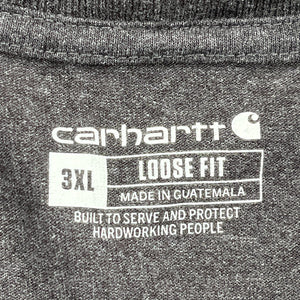 carhartt
3XL
LOOSE FIT
MADE IN GUATEMALA
BUILT TO SERVE AND PROTECT
HARDWORKING PEOPLE